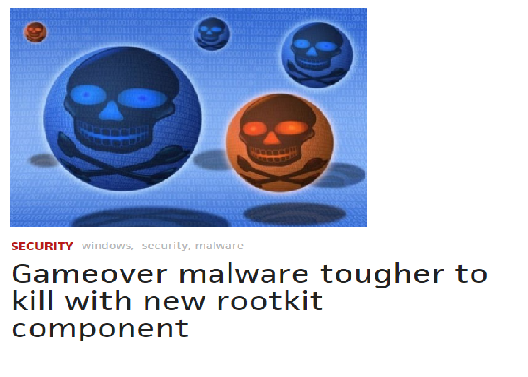 SECURITY windows, security, malware
Gameover malware tougher to
kill with new rootkit
component